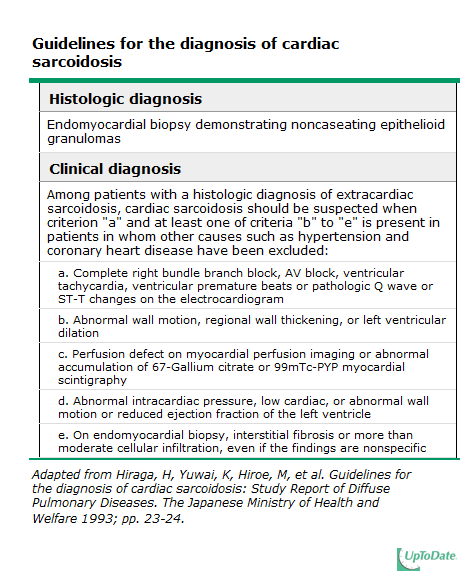 Guidelines for the diagnosis of cardiac
sarcoidosis
Histologic diagnosis
Endomyocardial biopsy demonstrating noncaseating epithelioid
granulomas
Clinical diagnosis
Among patients with a histologic diagnosis of extracardiac
sarcoidosis, cardiac sarcoidosis should be suspected when
criterion "a" and at least one of criteria "b" to "e" is present in
patients in whom other causes such as hypertension and
coronary heart disease have been excluded:
a. Complete right bundle branch block, AV block, ventricular
tachycardia, ventricular premature beats or pathologic Q wave or
ST-T changes on the electrocardiogram
b. Abnormal wall motion, regional wall thickening, or left ventricular
dilation
c. Perfusion defect on myocardial perfusion imaging or abnormal
accumulation of 67-Gallium citrate or 99mTc-PYP myocardial
scintigraphy
d. Abnormal intracardiac pressure, low cardiac, or abnormal wall
motion or reduced ejection fraction of the left ventricle
e. On endomyocardial biopsy, interstitial fibrosis or more than
moderate cellular infiltration, even if the findings are nonspecific
Adapted from Hiraga, H, Yuwai, K, Hiroe, M, et al. Guidelines for
the diagnosis of cardiac sarcoidosis: Study Report of Diffuse
Pulmonary Diseases. The Japanese Ministry of Health and
Welfare 1993; pp. 23-24.
UpToDate